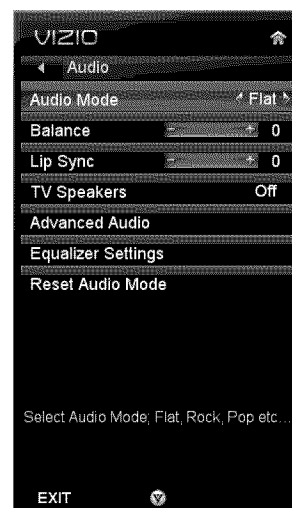 VIZIO
Audio
Audio Mode Flat
Balance - + 0
Lip Sync - + 0
TV Speakers Off
Advanced Audio
Equalizer Settings
Reset Audio Mode
Select Audio Mode; Flat, Rock, Pop etc...
EXIT